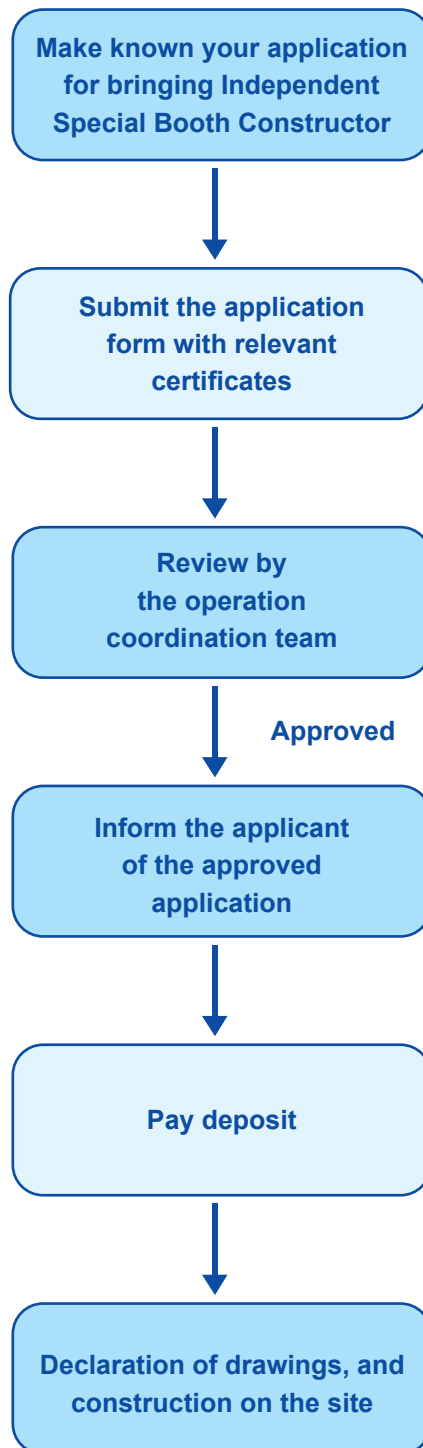 Make known your application
for bringing Independent
Special Booth Constructor
Submit the application
form with relevant
certificates
Review by
the operation
coordination team
Approved
Inform the applicant
of the approved
application
Pay deposit
Declaration of drawings, and
construction on the site